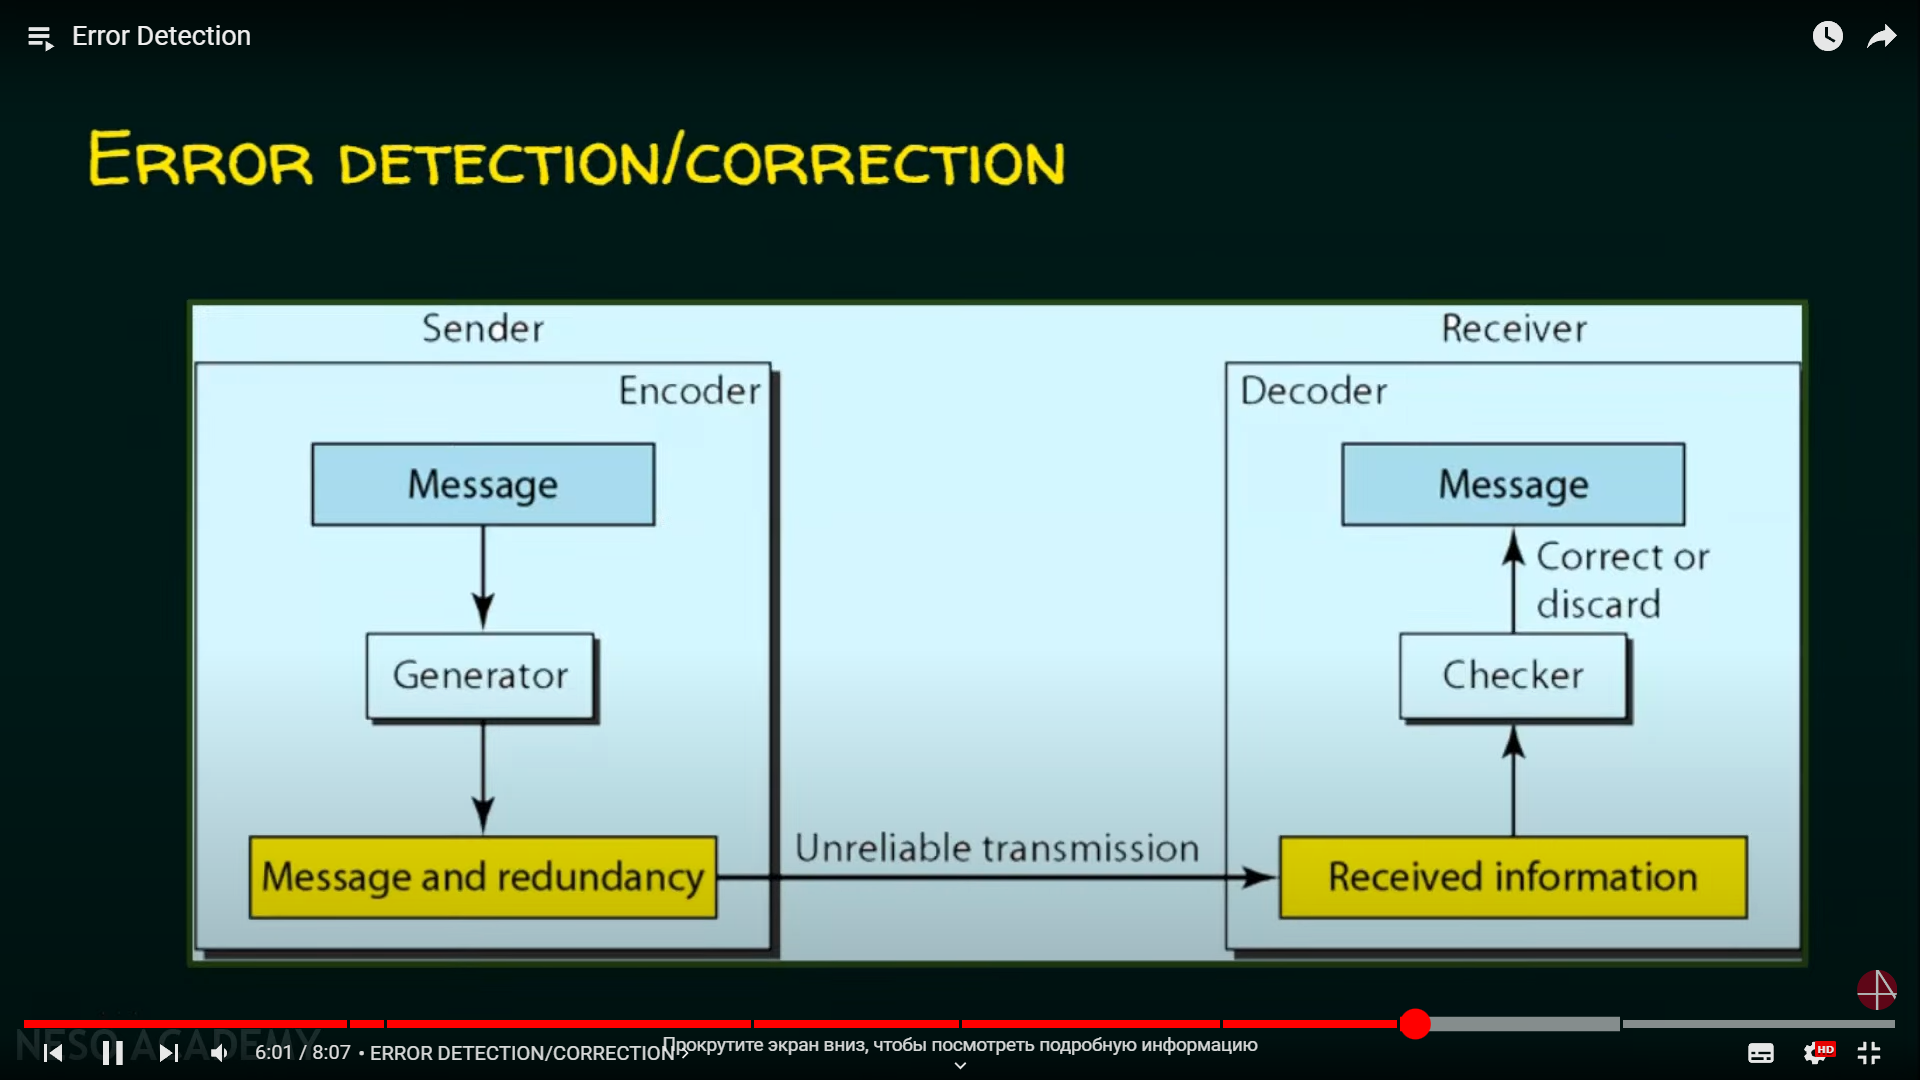 Error Detection
ERROR DETECTION/CORRECTION
Sender
Receiver
Encoder
Decoder
Message
Message
Correct or
discard
Generator
Checker
Unreliable transmission
Message and redundancy
Received information
NESO ACADEMY
6:01 / 8:07 • ERROR DETECTION/CORRECTION
Прокрутите экран вниз, чтобы посмотреть подробную информацию
HD